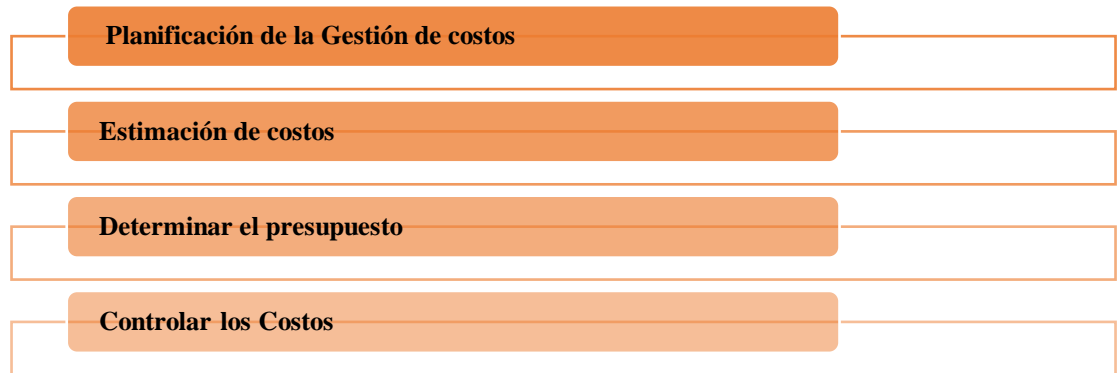 Planificación de la Gestión de costos
Estimación de costos
Determinar el presupuesto
Controlar los Costos